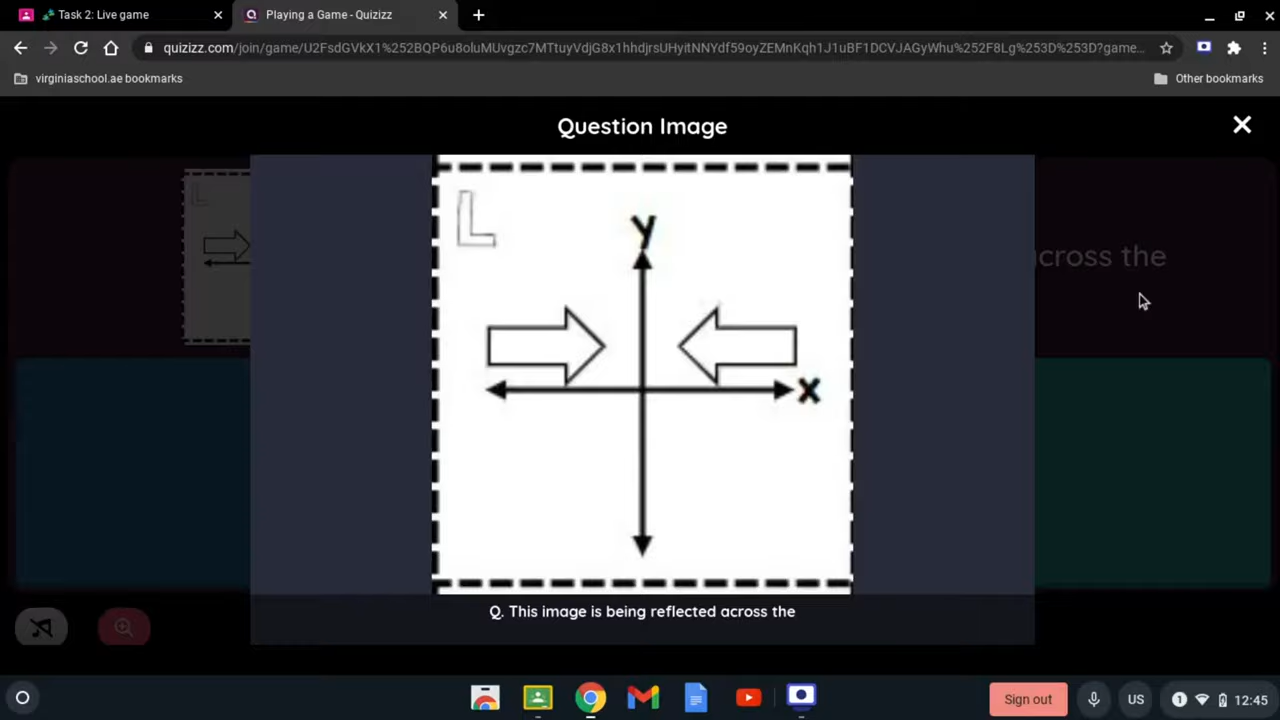 Task 2: Live game
Playing a Game - Quizizz
quizizz.com/join/game/U2FsdGVkX1%252BQP6u8oluMUvgzc7MTtuyVdjG8x1hhdjrsUHyitNNYdf59oyZEMnKqh1J1uBF1DCVJAGyWhu%252F8Lg%253D%253D?game...
virginiaschool.ae bookmarks
Other bookmarks
Question Image
L
y
x
cross the
Q. This image is being reflected across the
Sign out
US
1
12:45